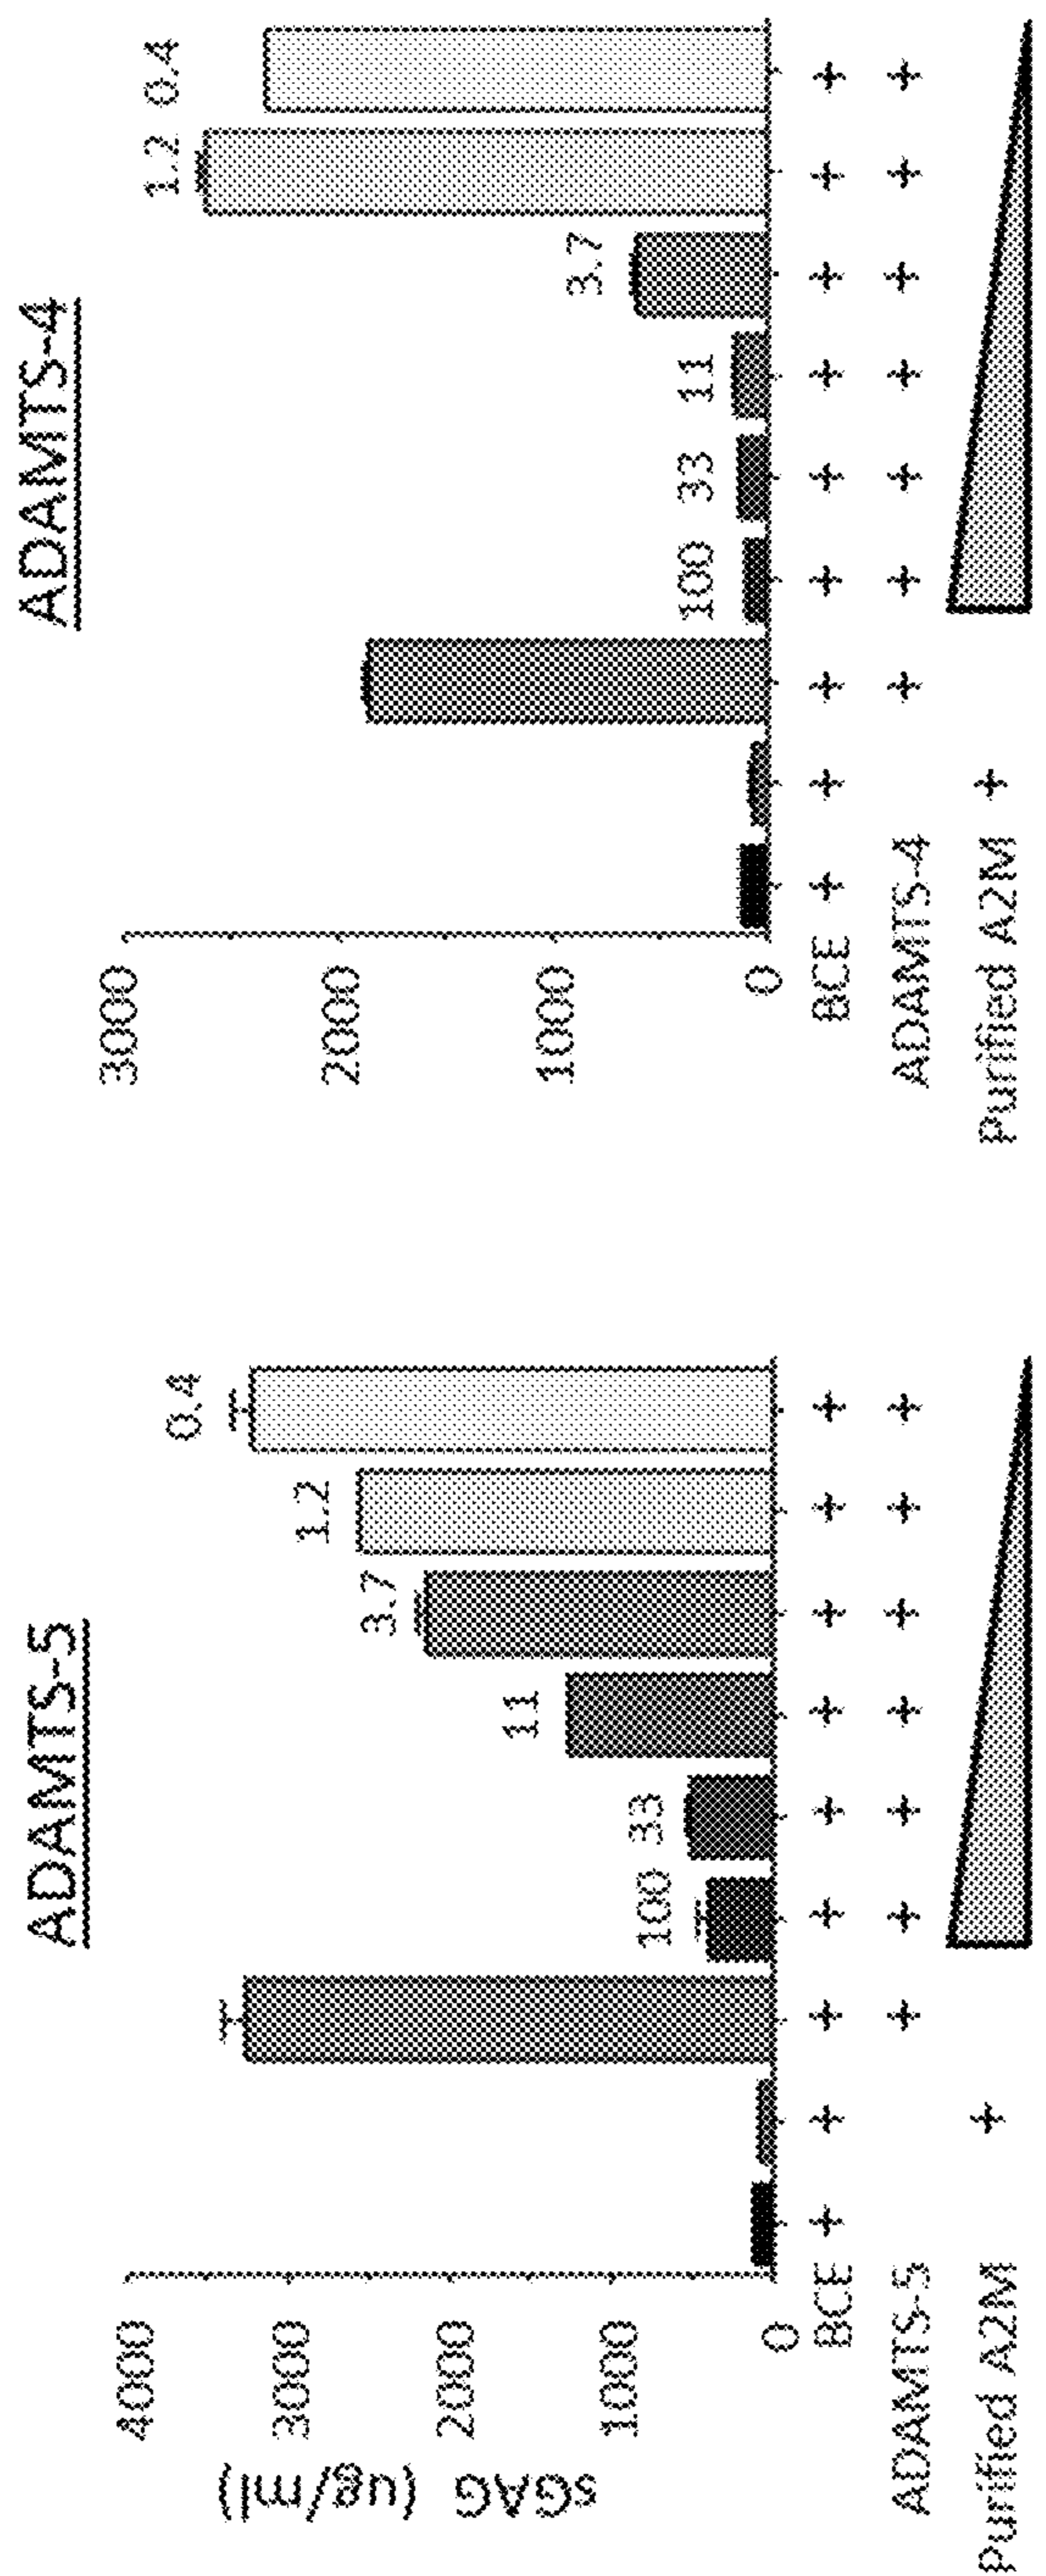 ADAMTS-5
sGAG (ug/ml)
4000
3000
2000
1000
0
100
33
11
3.7
1.2
0.4
BCE + + + + + + + + +
ADAMTS-5 + + + + + + +
Purified A2M +
ADAMTS-4
3000
2000
1000
0
100
33
11
3.7
1.2
0.4
BCE + + + + + + + + +
ADAMTS-4 + + + + + + +
Purified A2M +